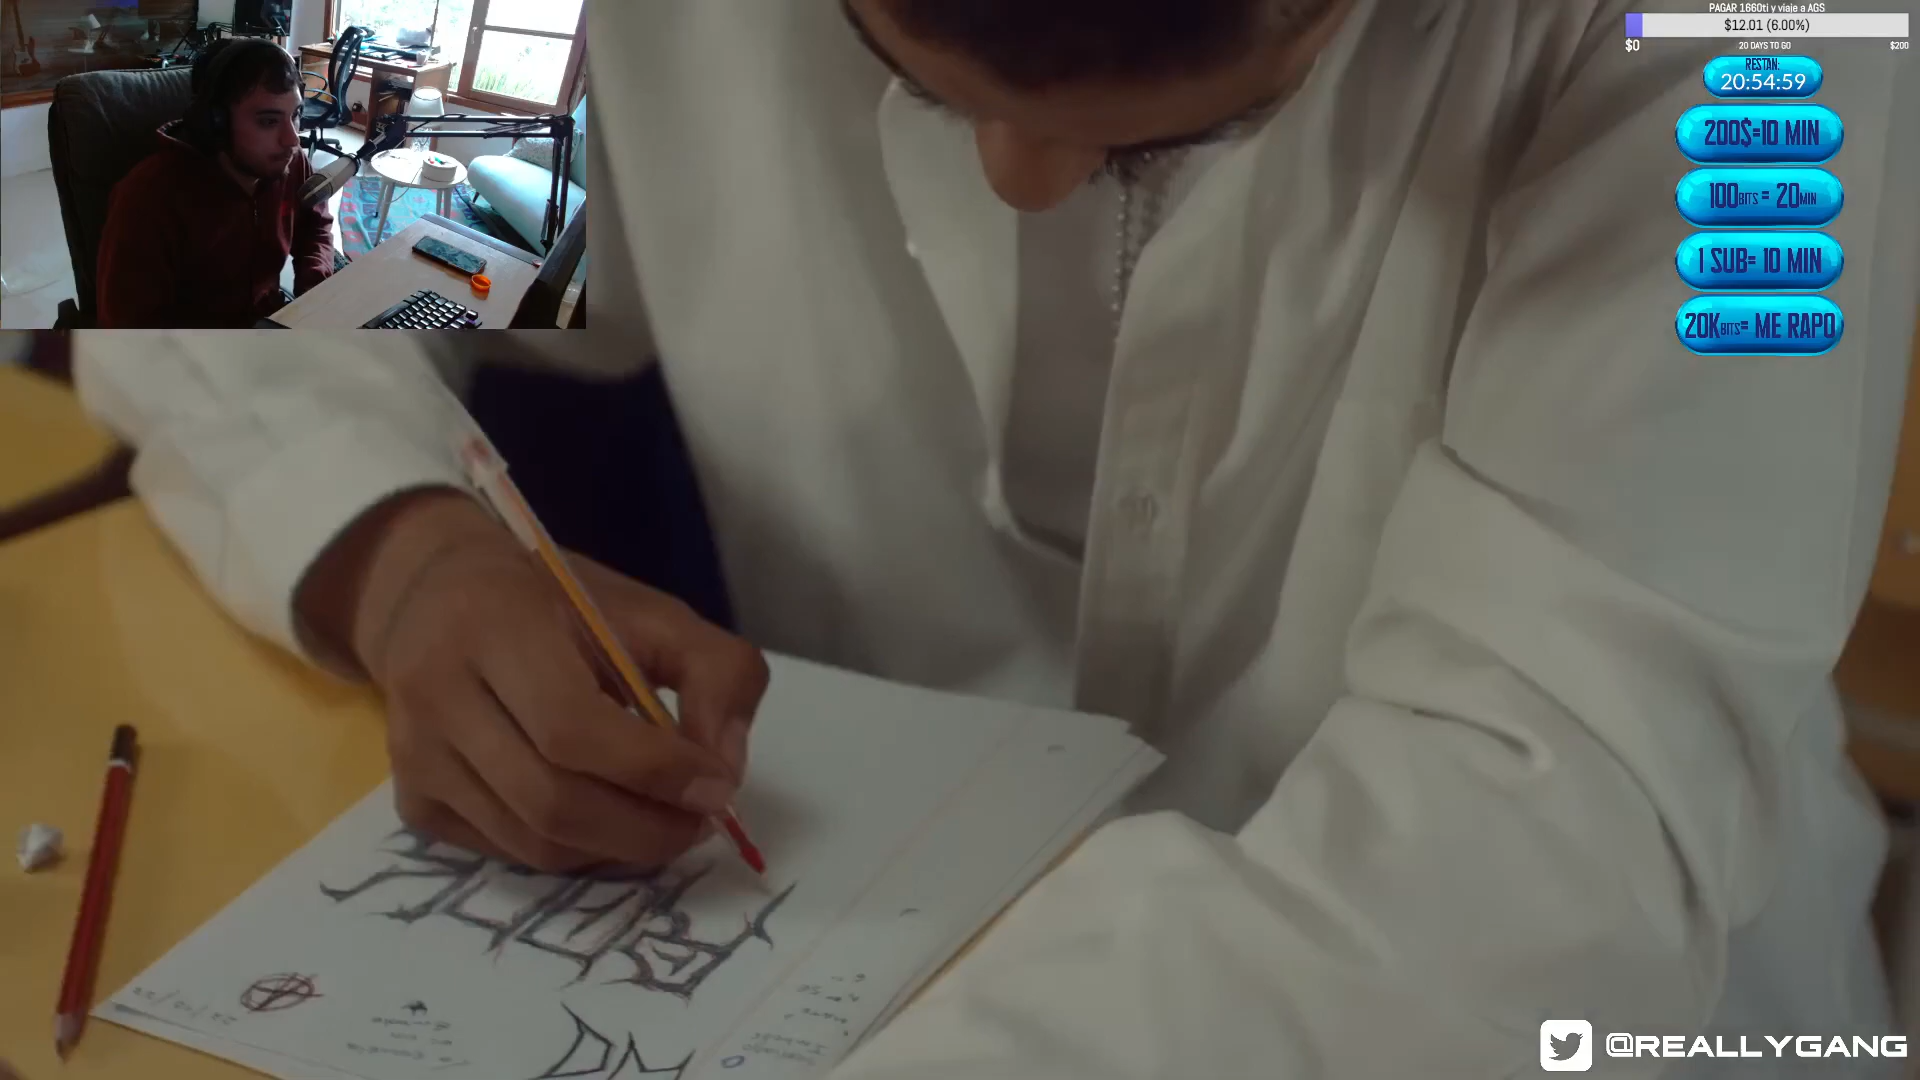 PAGAR 1660ti y viaje a AGS
$12.01 (6.00%)
$0 20 DAYS TO GO $200
RESTAN:
20:54:59
200$=10 MIN
100BITS = 20MIN
1 SUB= 10 MIN
20KBITS= ME RAPO
@REALLYGANG